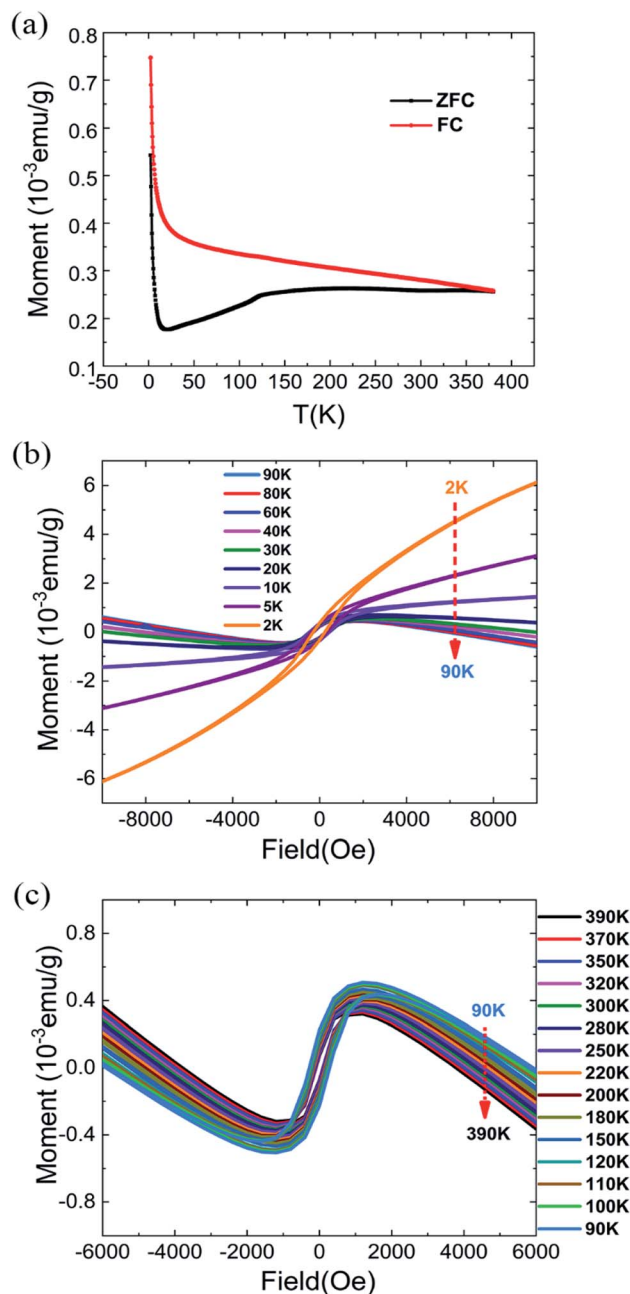 (a)
0.8
0.7
0.6
0.5
0.4
0.3
0.2
0.1
Moment (10⁻³emu/g)
ZFC
FC
-50 0 50 100 150 200 250 300 350 400
T(K)
(b)
6
4
2
0
-2
-4
-6
Moment (10⁻³emu/g)
90K
80K
60K
40K
30K
20K
10K
5K
2K
2K
90K
-8000 -4000 0 4000 8000
Field(Oe)
(c)
0.8
0.4
0.0
-0.4
-0.8
Moment (10⁻³emu/g)
90K
390K
390K
370K
350K
320K
300K
280K
250K
220K
200K
180K
150K
120K
110K
100K
90K
-6000 -4000 -2000 0 2000 4000 6000
Field(Oe)